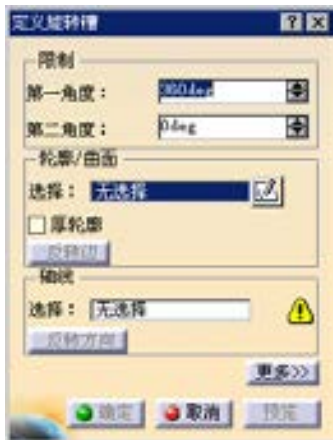 定义旋转槽
限制
第一角度： 360deg
第二角度： 0deg
轮廓/曲面
选择： 无选择
厚轮廓
反转边
轴线
选择： 无选择
反转方向
更多>>
确定 取消 预览